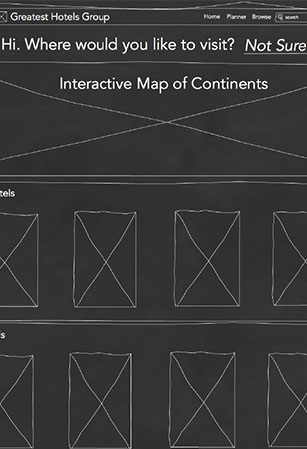 Greatest Hotels Group
Home Planner Browse search
Hi. Where would you like to visit? Not Sure
Interactive Map of Continents
tels
ls